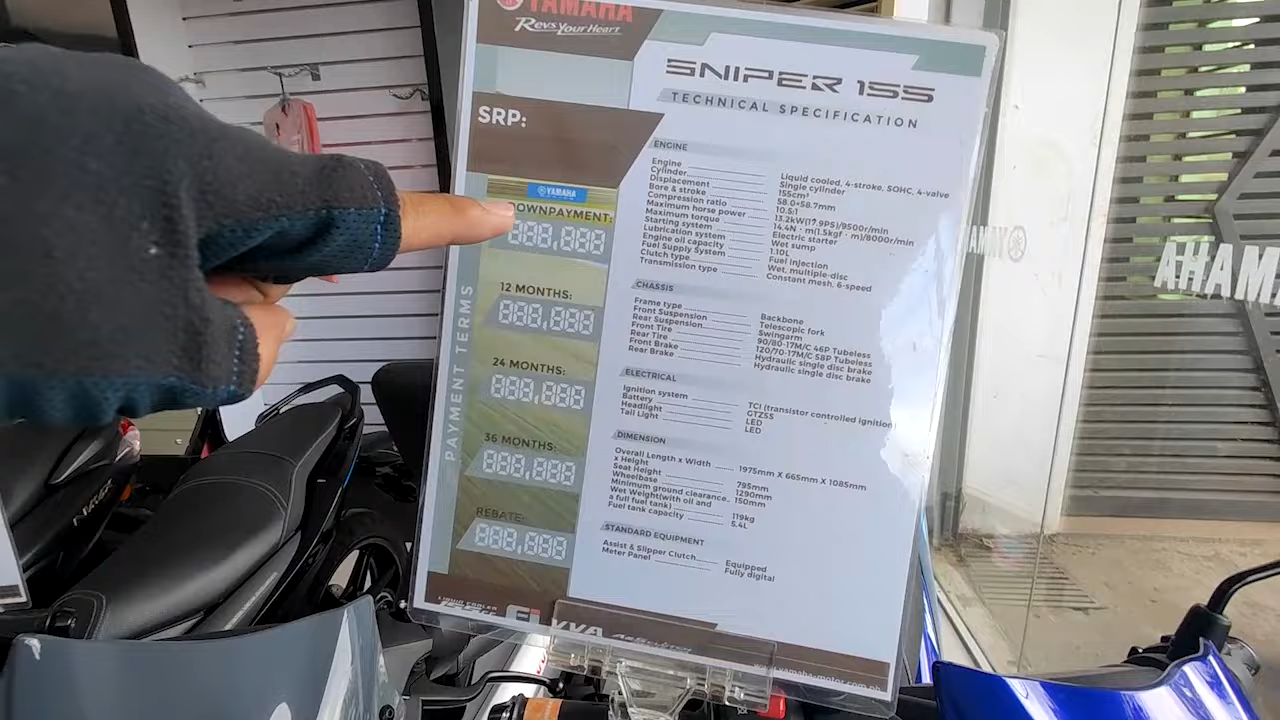 YAMAHA
Revs Your Heart
SNIPER 155
TECHNICAL SPECIFICATION
SRP:
YAMAHA
DOWNPAYMENT:
888,888
12 MONTHS:
888,888
24 MONTHS:
888,888
36 MONTHS:
888,888
REBATE:
888,888
PAYMENT TERMS
ENGINE
Engine Liquid cooled, 4-stroke, SOHC, 4-valve
Cylinder Single cylinder
Displacement 155cm³
Bore & stroke 58.0*58.7mm
Compression ratio 10.5:1
Maximum horse power 13.2kW(17.9PS)/9500r/min
Maximum torque 14.4N・m(1.5kgf・m)/8000r/min
Starting system Electric starter
Lubrication system Wet sump
Engine oil capacity 1.10L
Fuel Supply System Fuel injection
Clutch type Wet, multiple-disc
Transmission type Constant mesh, 6-speed
CHASSIS
Frame type Backbone
Front Suspension Telescopic fork
Rear Suspension Swingarm
Front Tire 90/80-17M/C 46P Tubeless
Rear Tire 120/70-17M/C 58P Tubeless
Front Brake Hydraulic single disc brake
Rear Brake Hydraulic single disc brake
ELECTRICAL
Ignition system TCI (transistor controlled ignition)
Battery GTZ5S
Headlight LED
Tail Light LED
DIMENSION
Overall Length x Width x Height 1975mm X 665mm X 1085mm
Seat Height 795mm
Wheelbase 1290mm
Minimum ground clearance 150mm
Wet Weight(with oil and a full fuel tank) 119kg
Fuel tank capacity 5.4L
STANDARD EQUIPMENT
Assist & Slipper Clutch Equipped
Meter Panel Fully digital
LIQUID COOLED
FI
VVA
www.yamaha-motor.com.ph
YAMAHA
NMAX